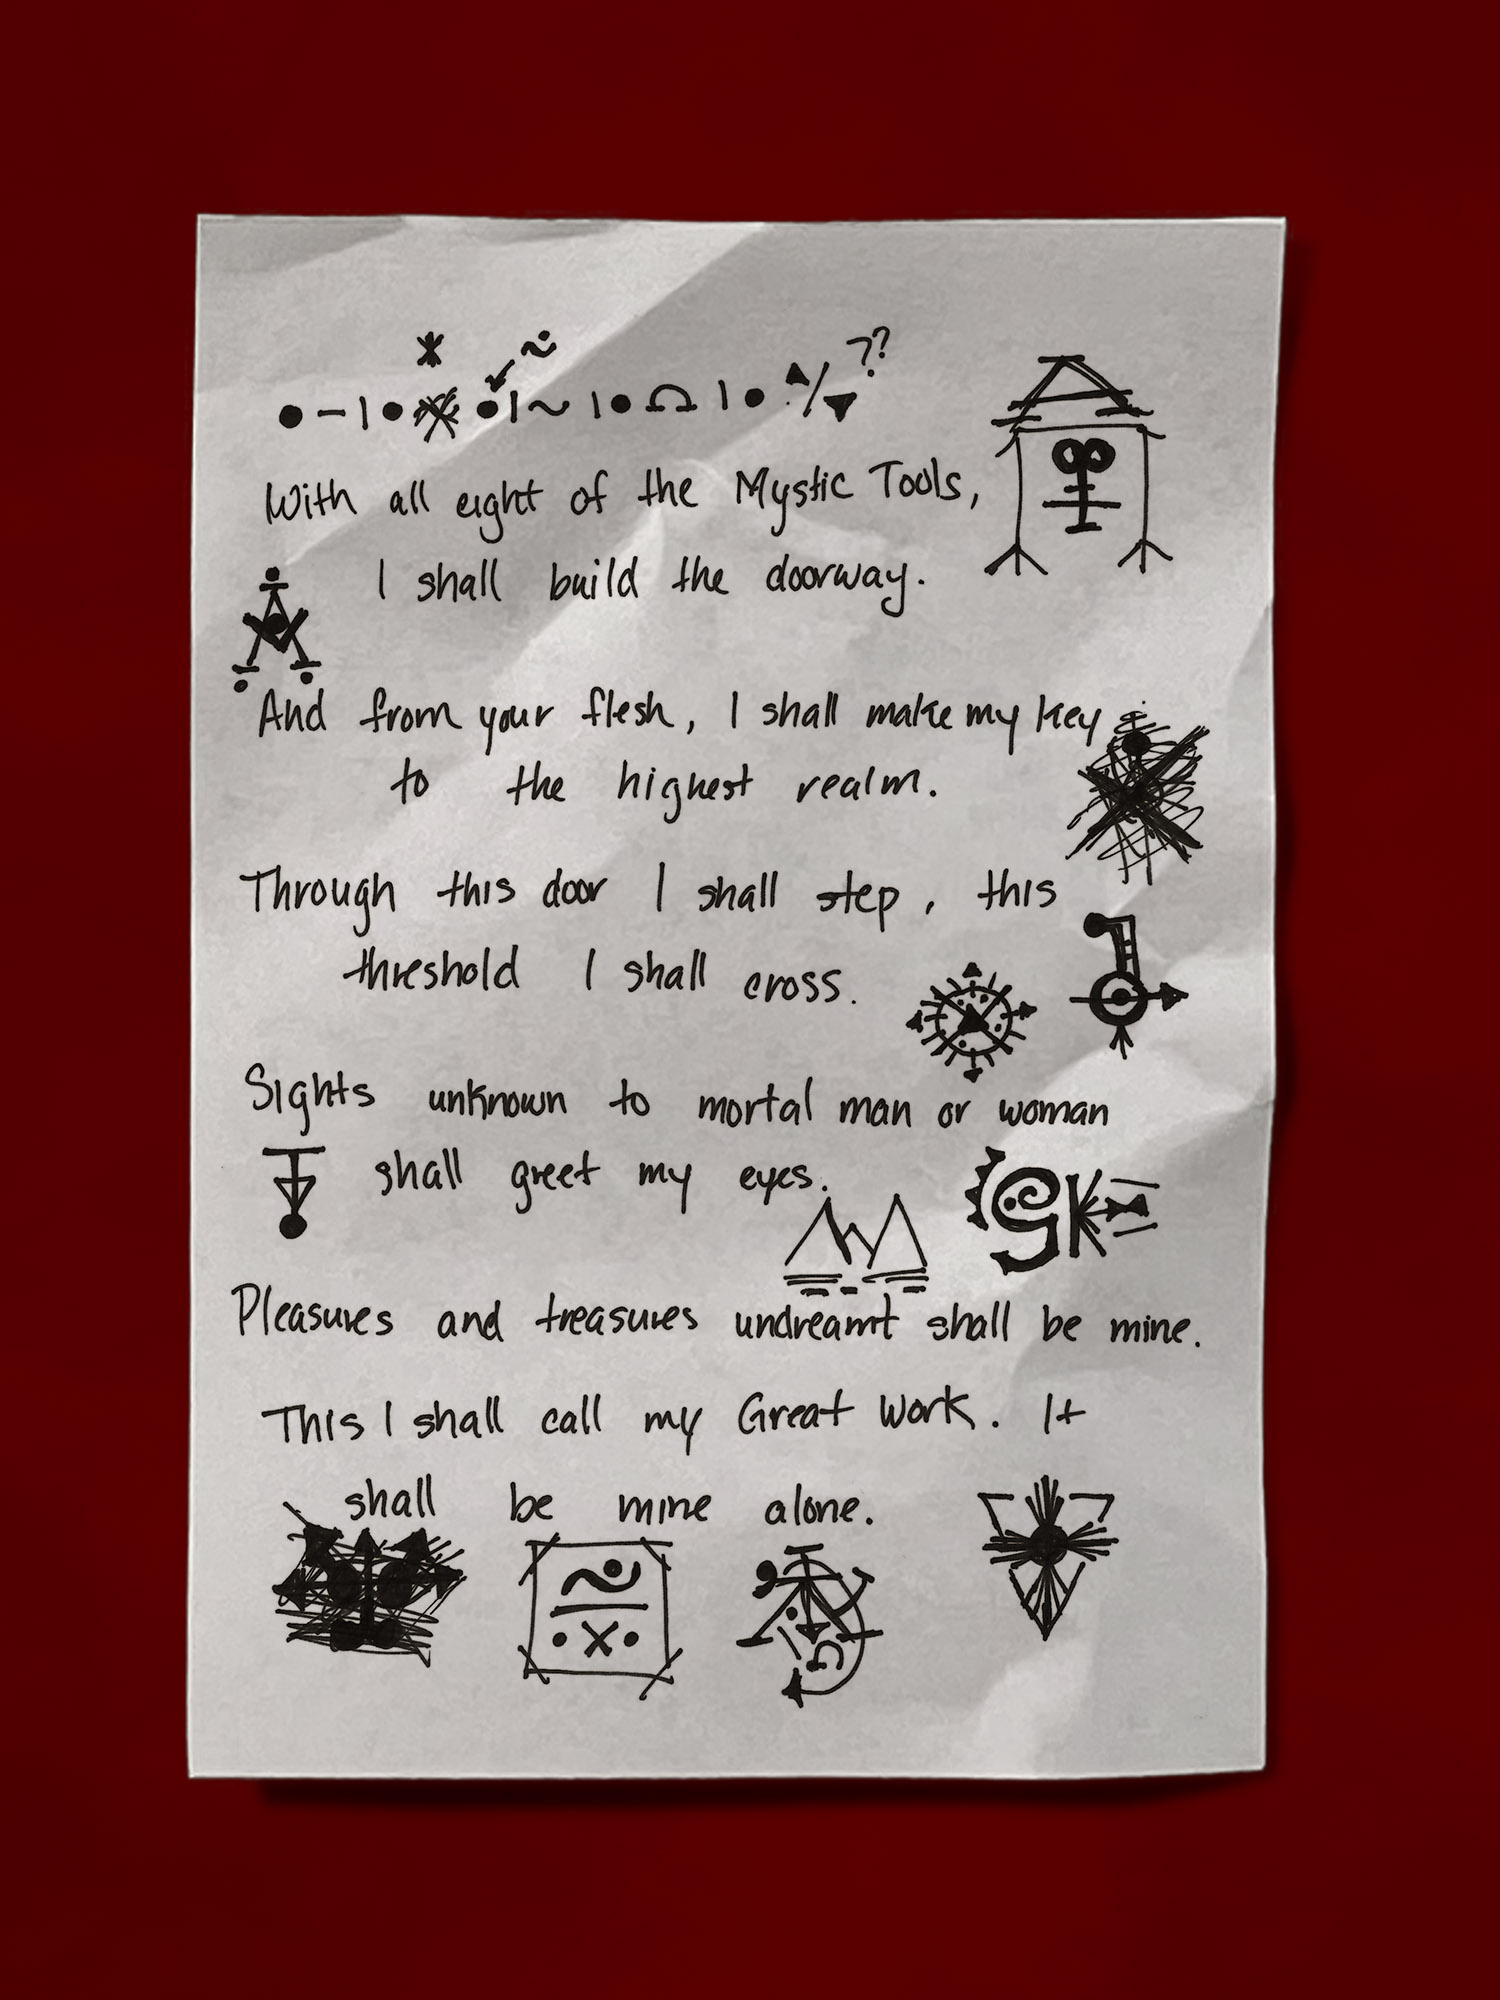 ??
With all eight of the Mystic Tools,
I shall build the doorway.
And from your flesh, I shall make my key
to the highest realm.
Through this door I shall step, this
threshold I shall cross.
Sights unknown to mortal man or woman
shall greet my eyes.
Pleasures and treasures undreamt shall be mine.
This I shall call my Great Work. It
shall be mine alone.